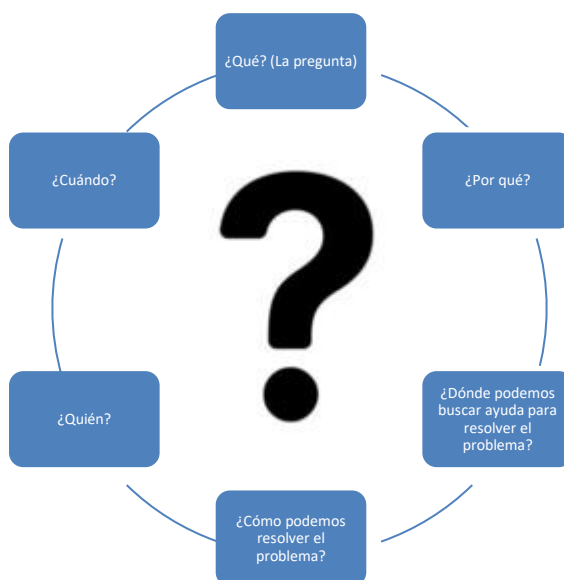 ¿Qué? (La pregunta)
¿Por qué?
¿Dónde podemos
buscar ayuda para
resolver el
problema?
¿Cómo podemos
resolver el
problema?
¿Quién?
¿Cuándo?
?